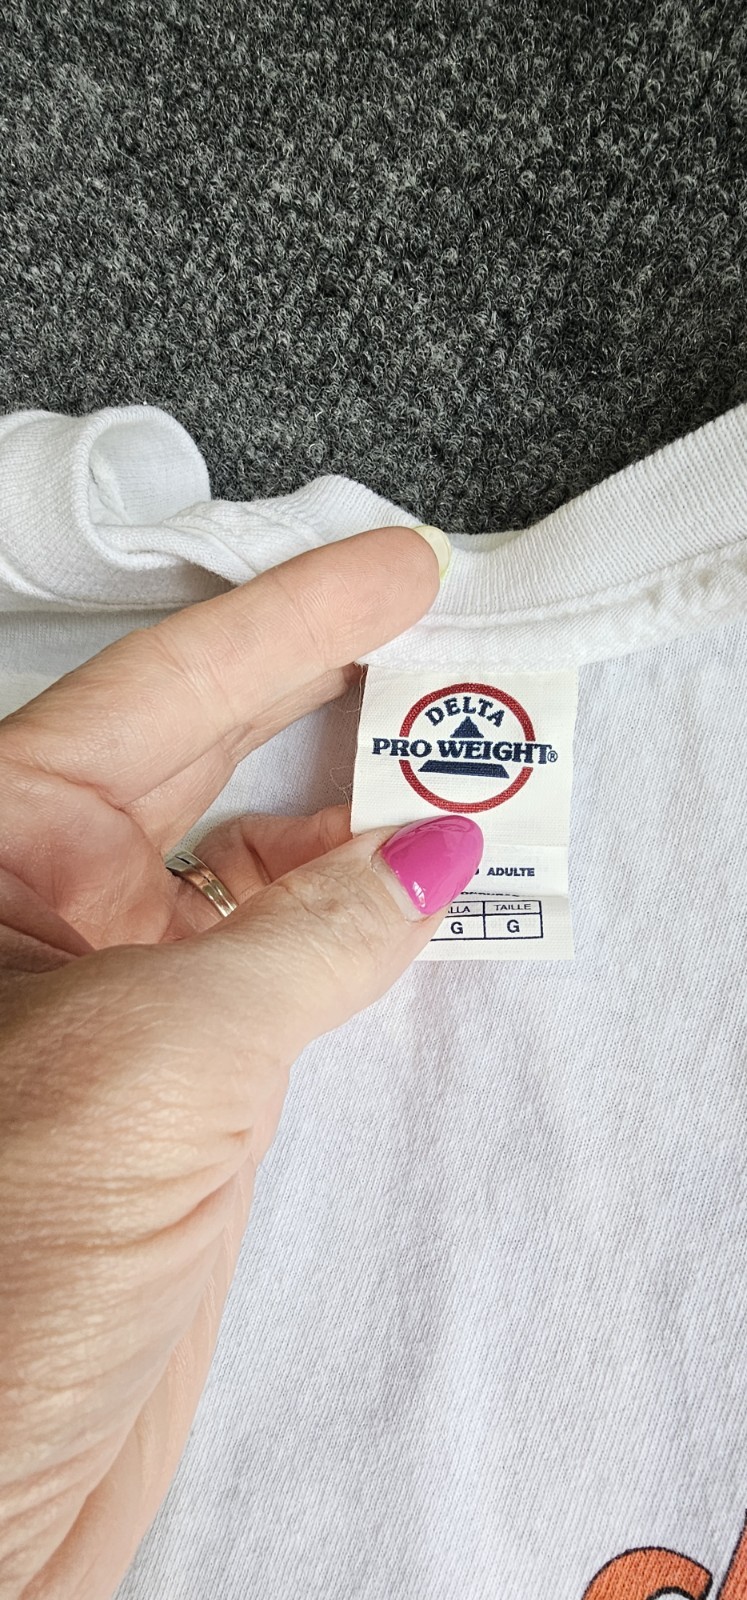 DELTA
PRO WEIGHT®
ADULTE
TAILLE
G G